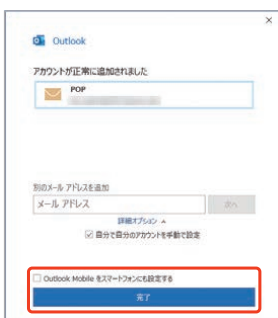 Outlook
アカウントが正常に追加されました
POP
別のメール アドレスを追加
メール アドレス
次へ
詳細オプション
自分で自分のアカウントを手動で設定
Outlook Mobile をスマートフォンにも設定する
完了